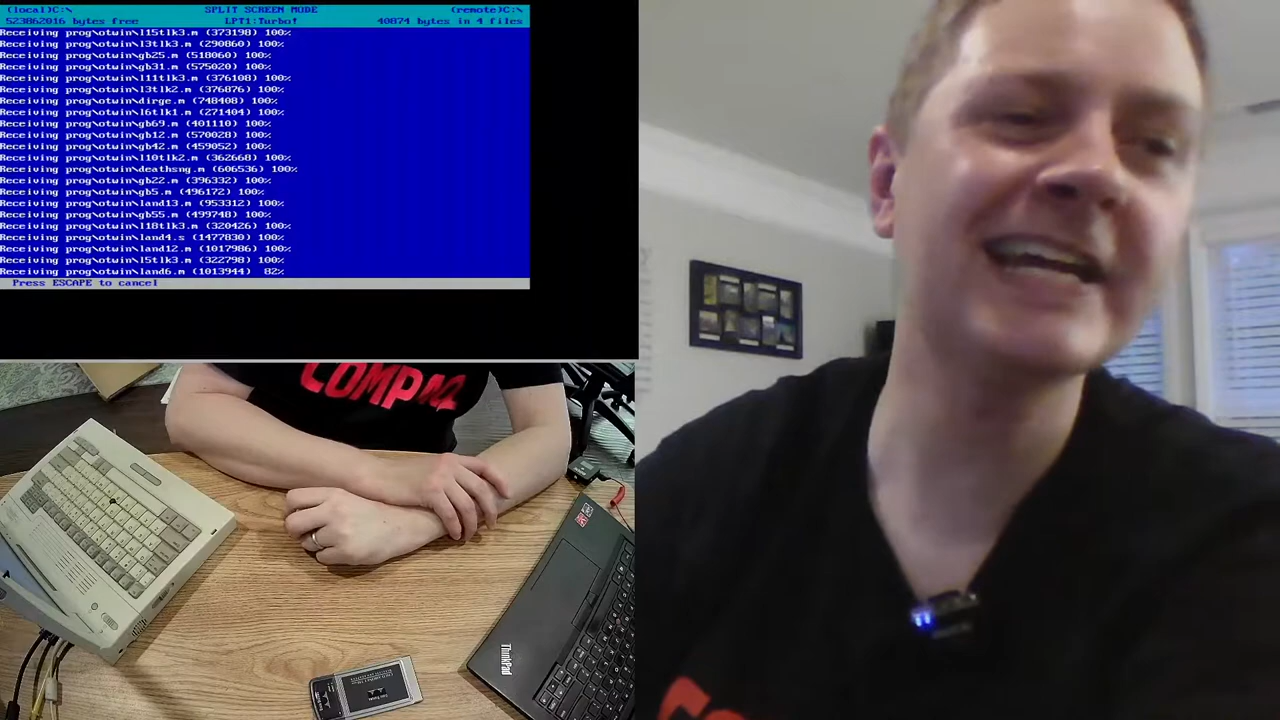 (local)C:\ SPLIT SCREEN MODE (remote)C:\
523862016 bytes free LPT1:Turbo! 40874 bytes in 4 files
Receiving prog\otwin\l15tlk3.m (373198) 100%
Receiving prog\otwin\l3tlk3.m (290860) 100%
Receiving prog\otwin\gb25.m (518060) 100%
Receiving prog\otwin\gb31.m (575020) 100%
Receiving prog\otwin\l11tlk3.m (376108) 100%
Receiving prog\otwin\l3tlk2.m (376876) 100%
Receiving prog\otwin\dirge.m (748408) 100%
Receiving prog\otwin\l6tlk1.m (271404) 100%
Receiving prog\otwin\gb69.m (401110) 100%
Receiving prog\otwin\gb12.m (570028) 100%
Receiving prog\otwin\gb42.m (459052) 100%
Receiving prog\otwin\l10tlk2.m (362668) 100%
Receiving prog\otwin\deathsng.m (606536) 100%
Receiving prog\otwin\gb22.m (396332) 100%
Receiving prog\otwin\gb5.m (496172) 100%
Receiving prog\otwin\land13.m (953312) 100%
Receiving prog\otwin\gb55.m (499748) 100%
Receiving prog\otwin\l18tlk3.m (320426) 100%
Receiving prog\otwin\land4.s (1477830) 100%
Receiving prog\otwin\land12.m (1017986) 100%
Receiving prog\otwin\l5tlk3.m (322798) 100%
Receiving prog\otwin\land6.m (1013944) 82%
Press ESCAPE to cancel
COMPAQ
ThinkPad